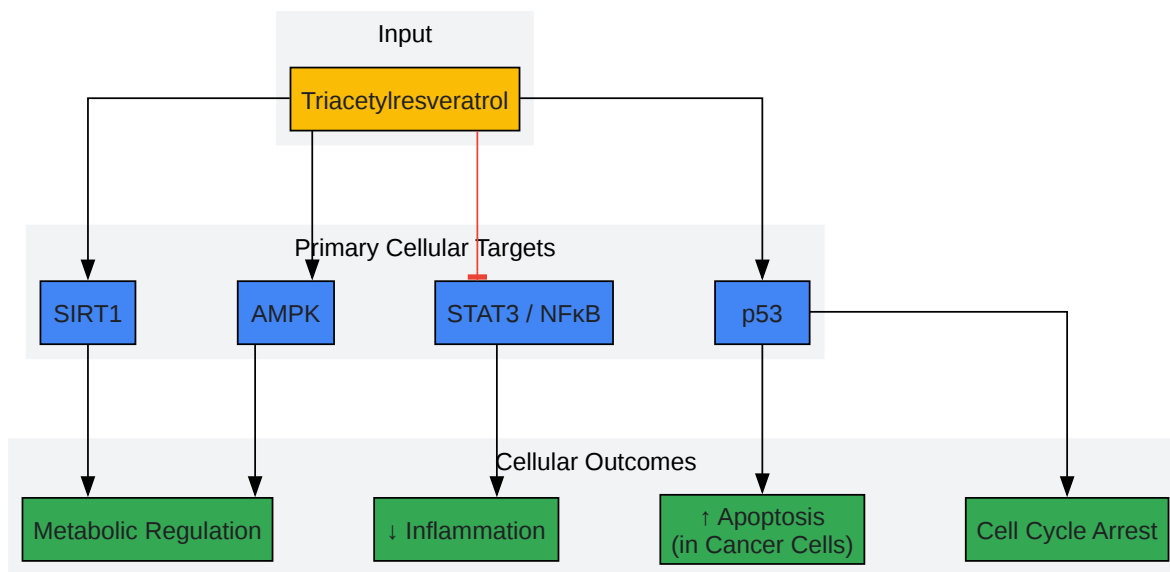 Input
Triacetylresveratrol
Primary Cellular Targets
SIRT1
AMPK
STAT3 / NFκB
p53
Cellular Outcomes
Metabolic Regulation
↓ Inflammation
↑ Apoptosis
(in Cancer Cells)
Cell Cycle Arrest